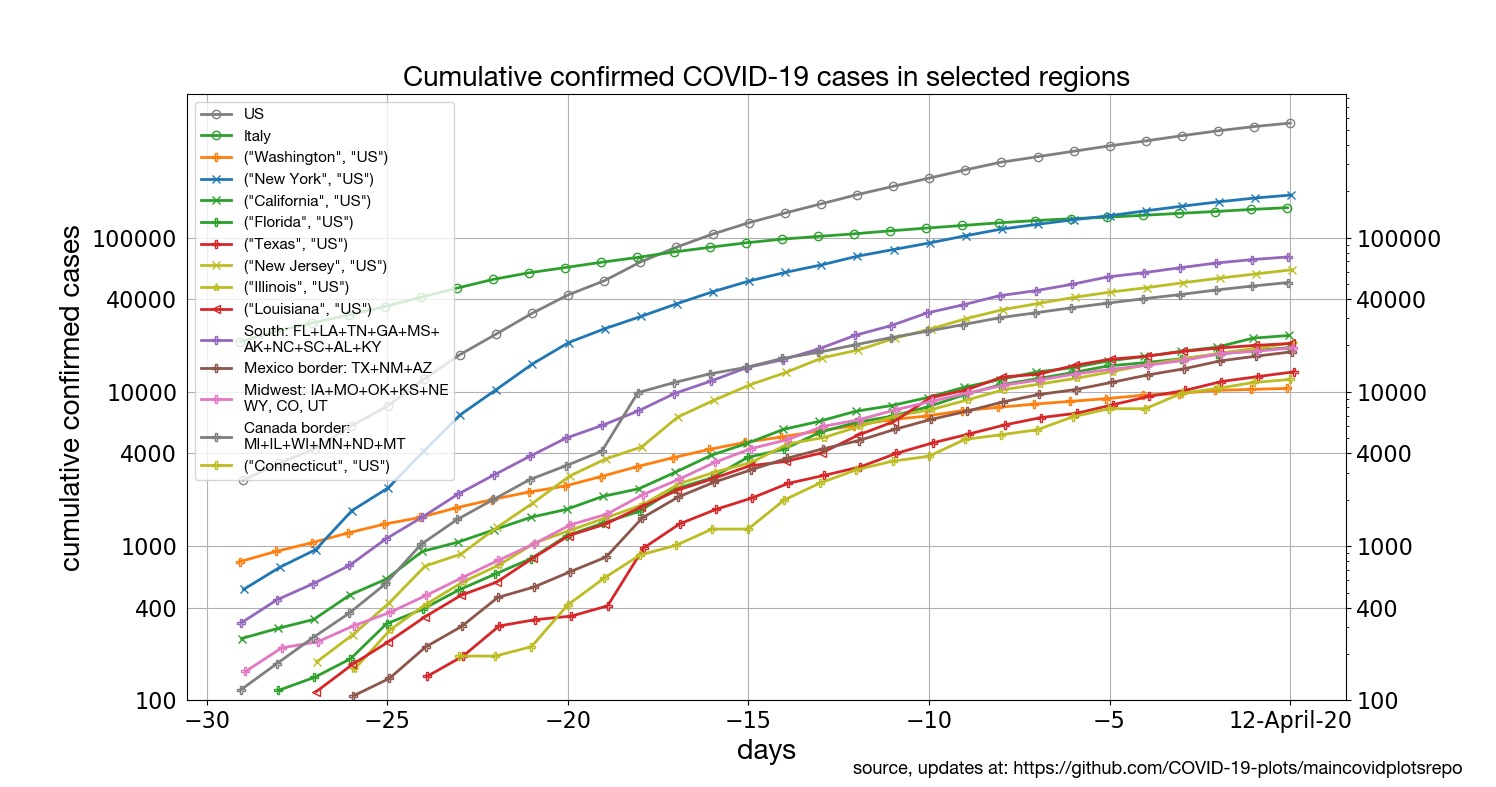 Cumulative confirmed COVID-19 cases in selected regions
US
Italy
("Washington", "US")
("New York", "US")
("California", "US")
("Florida", "US")
("Texas", "US")
("New Jersey", "US")
("Illinois", "US")
("Louisiana", "US")
South: FL+LA+TN+GA+MS+
AK+NC+SC+AL+KY
Mexico border: TX+NM+AZ
Midwest: IA+MO+OK+KS+NE
WY, CO, UT
Canada border:
MI+IL+WI+MN+ND+MT
("Connecticut", "US")
cumulative confirmed cases
100000
40000
10000
4000
1000
400
100
100000
40000
10000
4000
1000
400
100
−30
−25
−20
−15
−10
−5
12-April-20
days
source, updates at: https://github.com/COVID-19-plots/maincovidplotsrepo